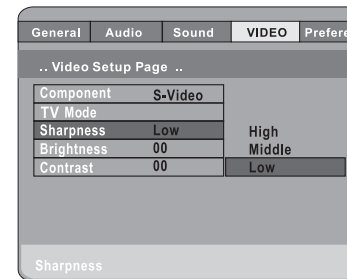 General Audio Sound VIDEO Prefere
.. Video Setup Page ..
Component S-Video
TV Mode
Sharpness Low High
Brightness 00 Middle
Contrast 00 Low
Sharpness